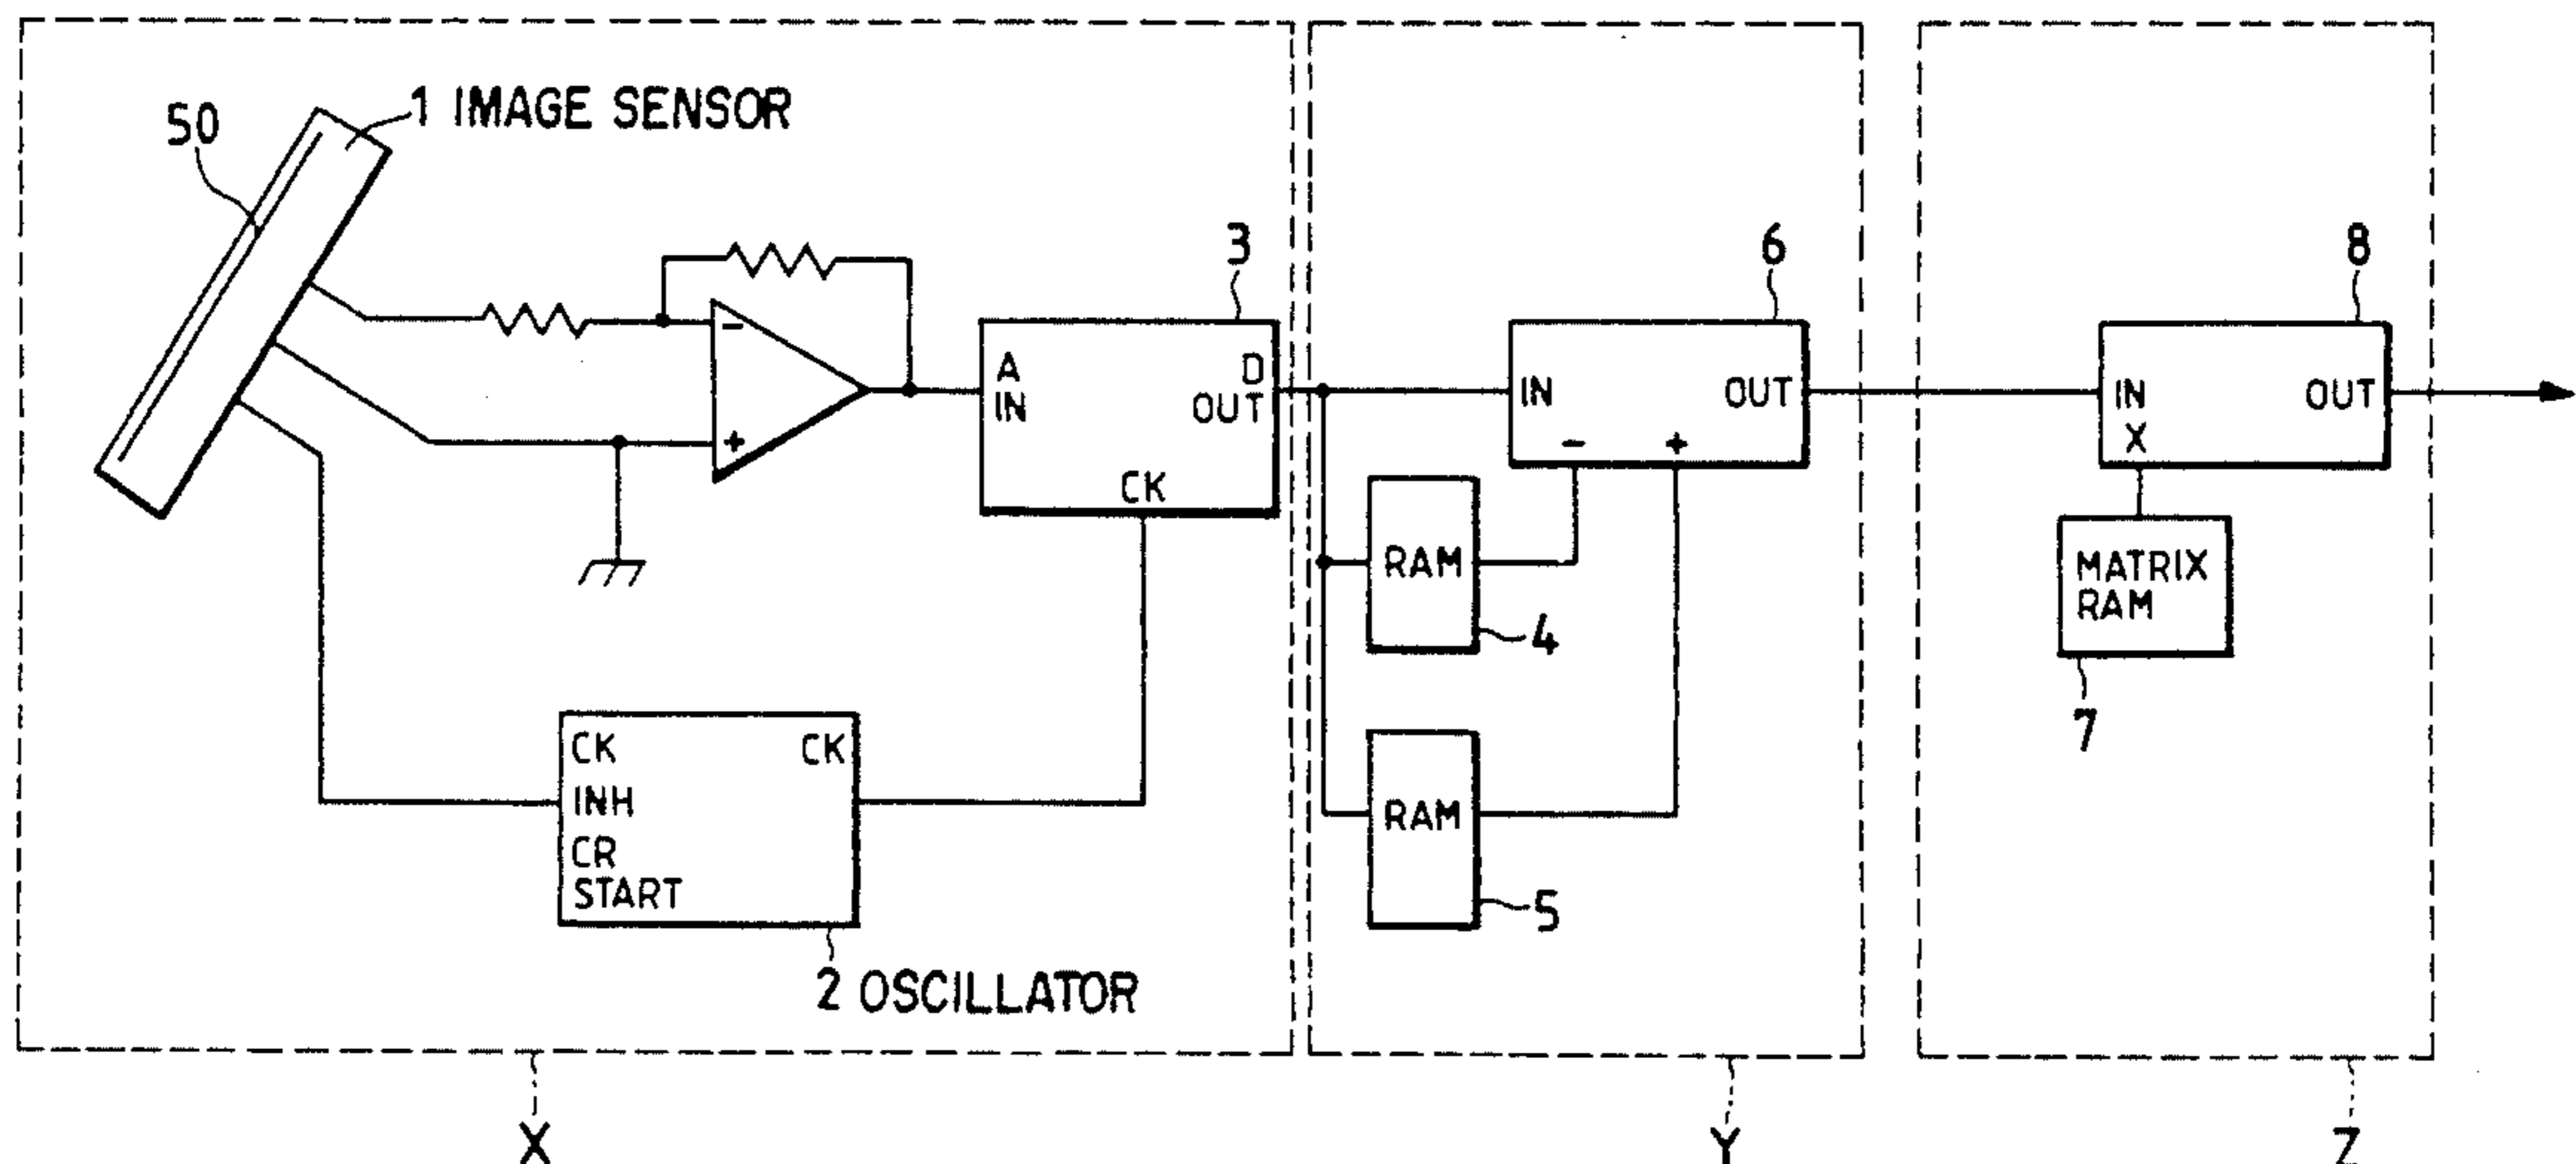 50
1 IMAGE SENSOR
3
6
8
-
+
A
IN
D
OUT
CK
IN
OUT
-
+
IN
X
OUT
RAM
4
MATRIX
RAM
7
CK
INH
CR
START
CK
2 OSCILLATOR
RAM
5
X
Y
Z